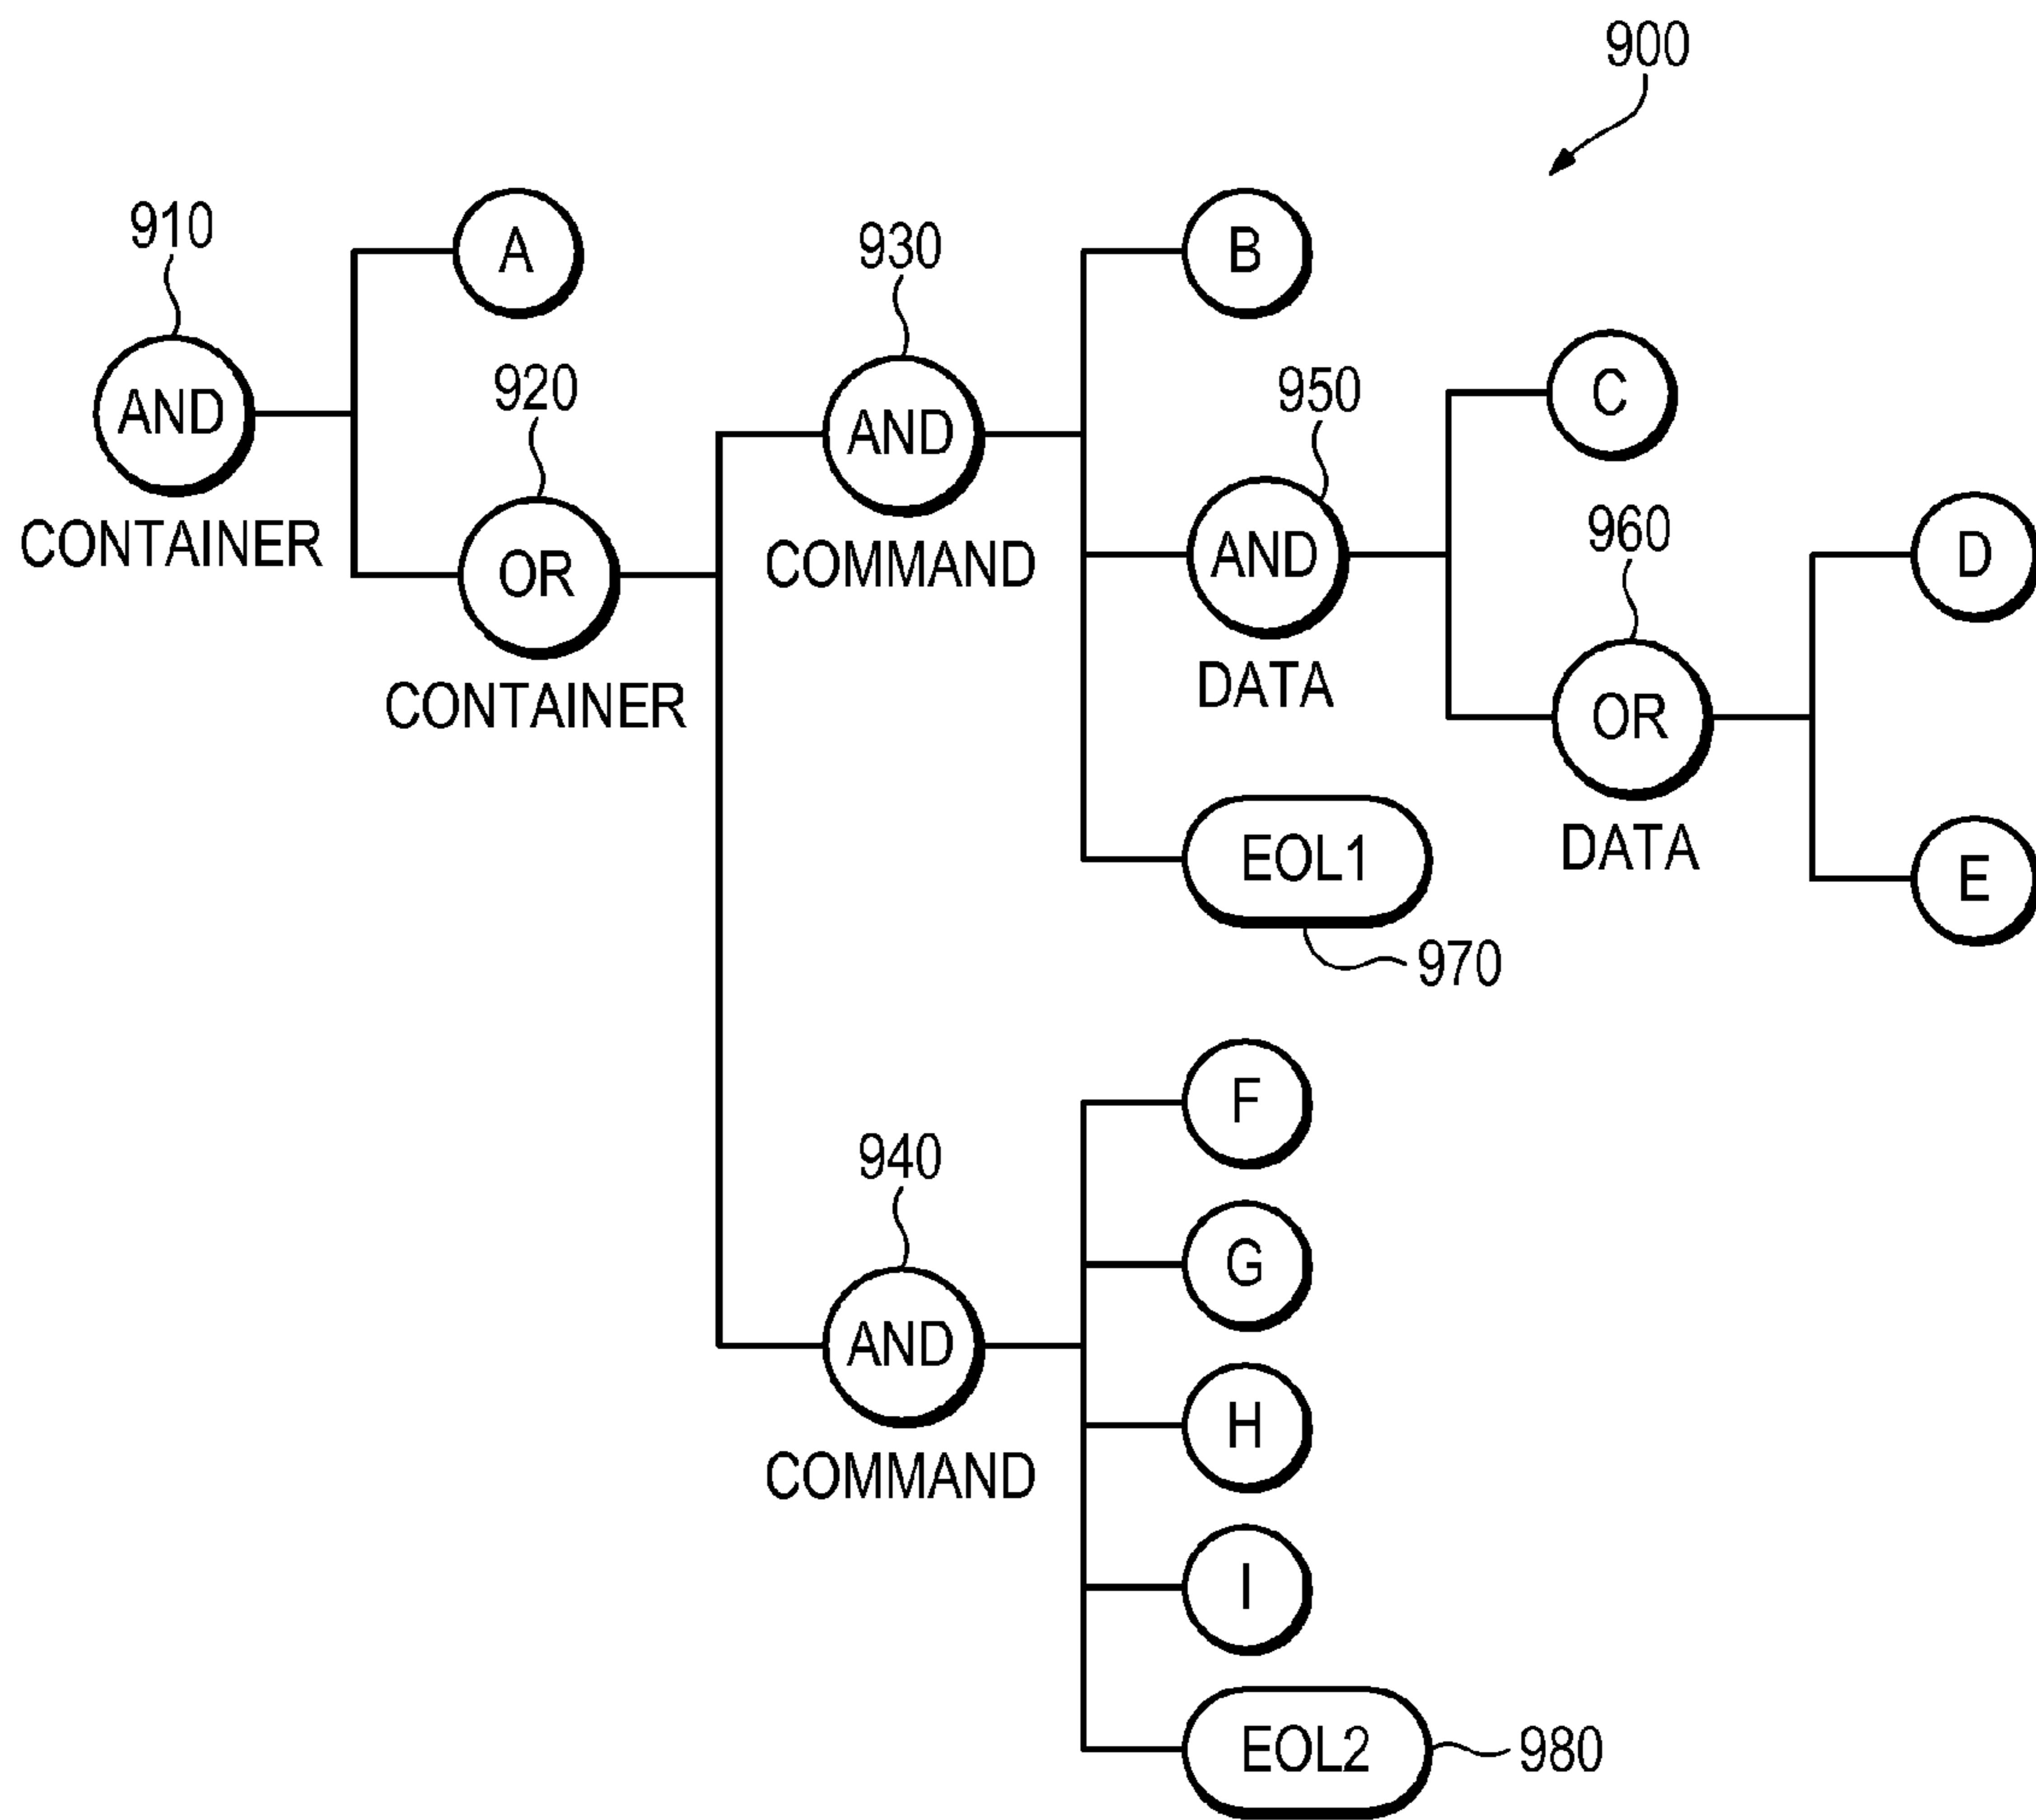 900
910
A
930
B
AND
920
AND
950
C
CONTAINER
OR
COMMAND
AND
960
D
CONTAINER
DATA
OR
EOL1
DATA
E
970
F
940
G
AND
H
COMMAND
I
EOL2
980